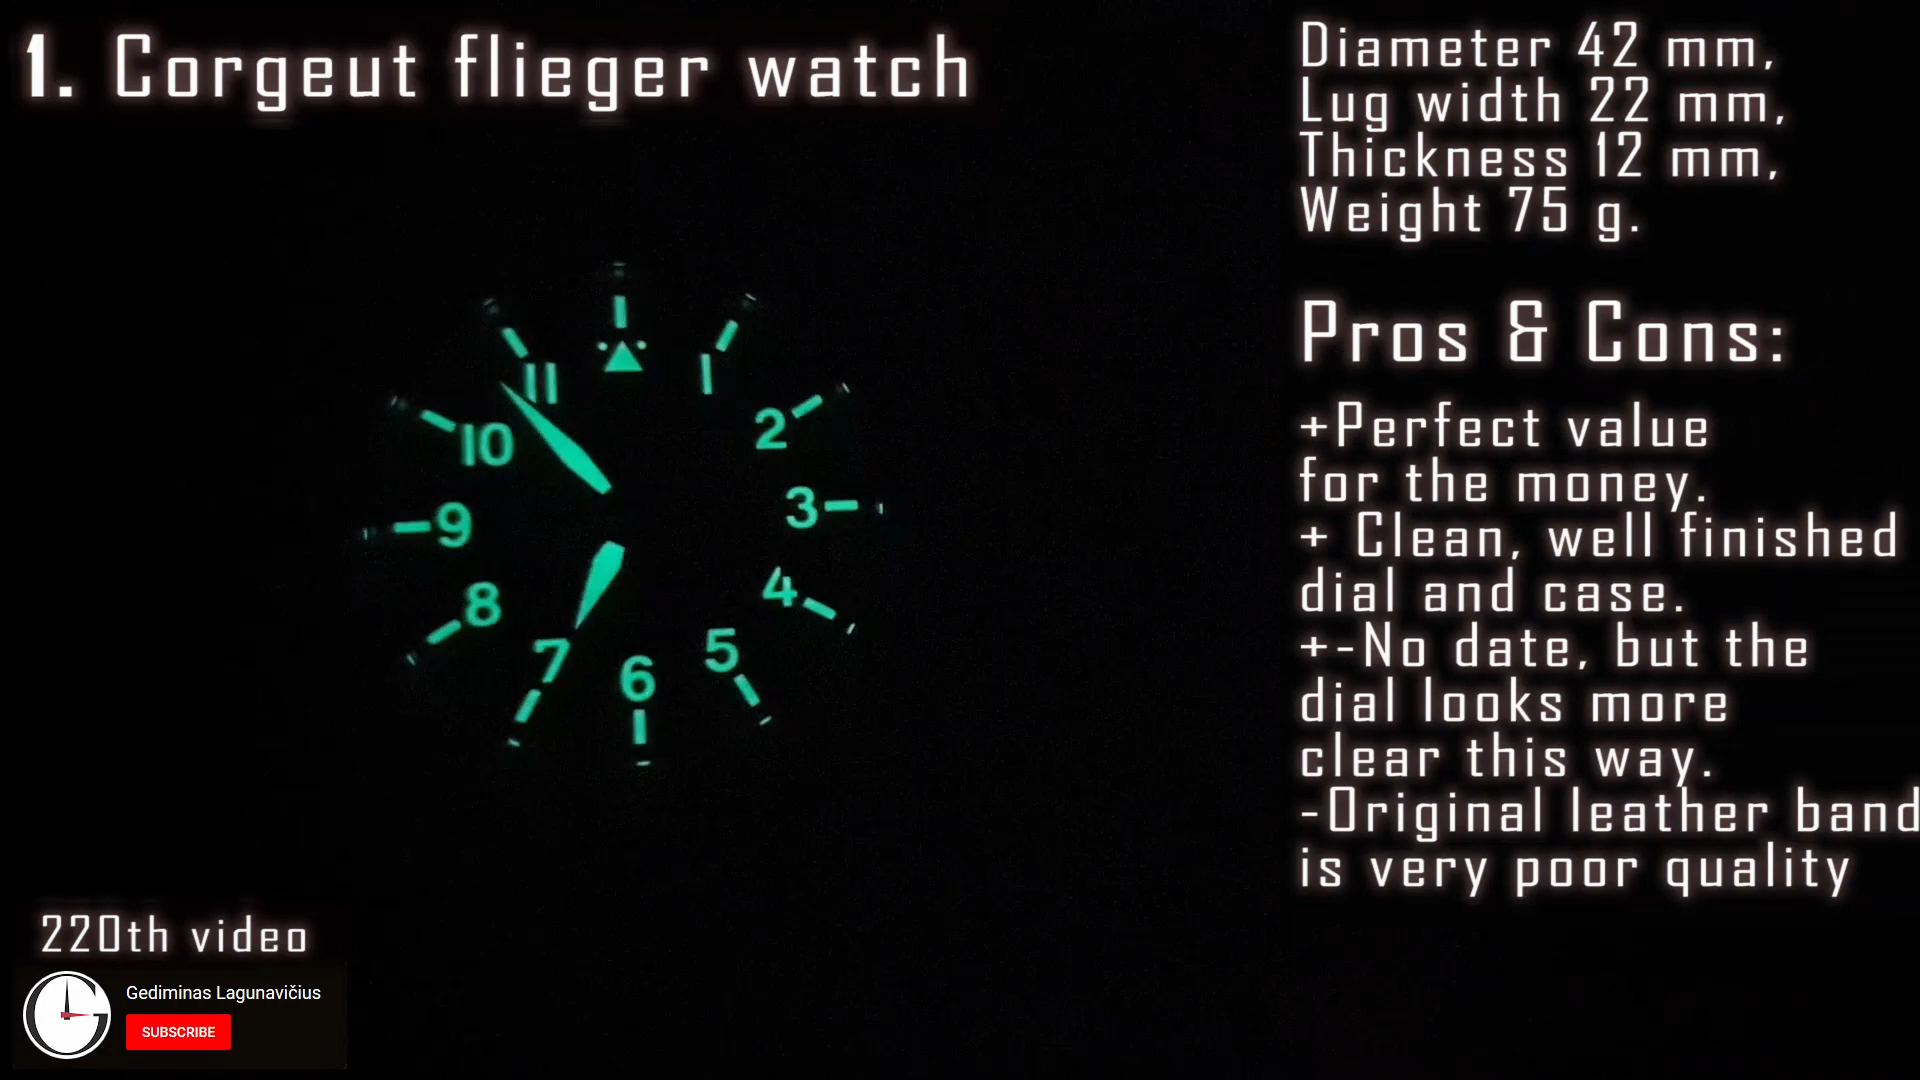 1. Corgeut flieger watch
Diameter 42 mm,
Lug width 22 mm,
Thickness 12 mm,
Weight 75 g.
Pros & Cons:
+Perfect value
for the money.
+ Clean, well finished
dial and case.
+-No date, but the
dial looks more
clear this way.
-Original leather band
is very poor quality
11
1
10
2
9
3
8
4
7
6
5
220th video
Gediminas Lagunavičius
SUBSCRIBE